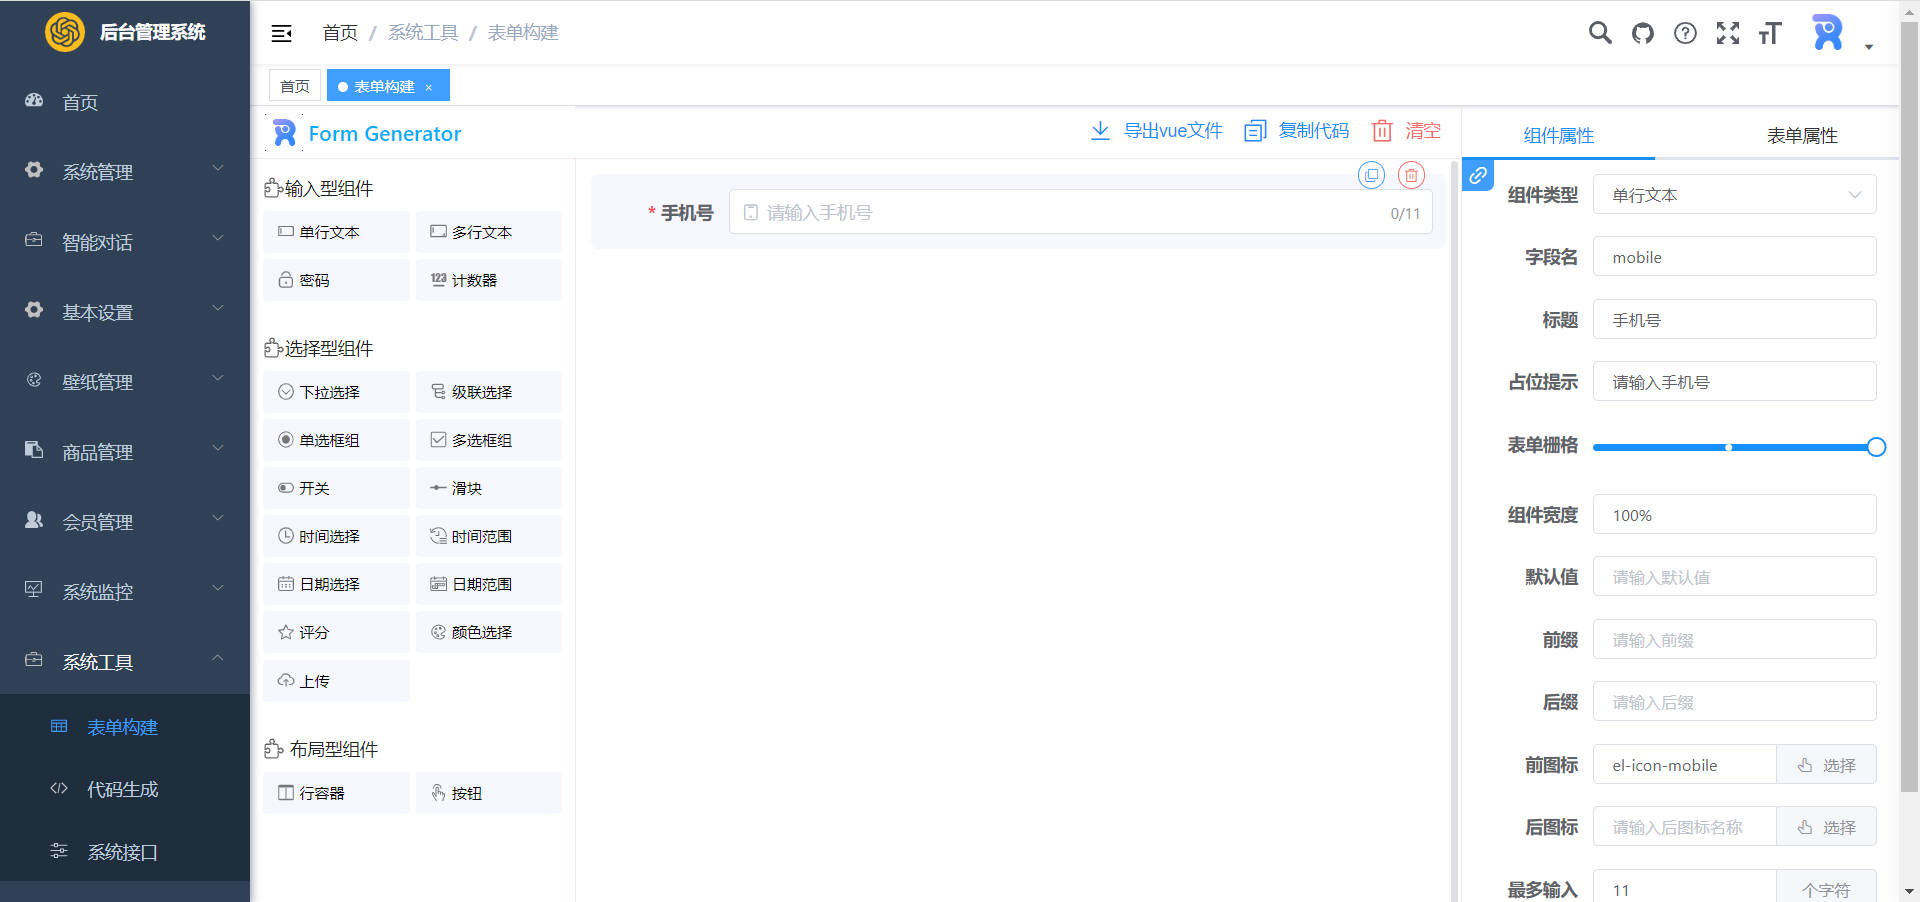 后台管理系统
首页
系统管理
智能对话
基本设置
壁纸管理
商品管理
会员管理
系统监控
系统工具
表单构建
代码生成
系统接口
首页 / 系统工具 / 表单构建
首页
表单构建 ×
Form Generator
导出vue文件 复制代码 清空
输入型组件
单行文本 多行文本
密码 123 计数器
选择型组件
下拉选择 级联选择
单选框组 多选框组
开关 滑块
时间选择 时间范围
日期选择 日期范围
评分 颜色选择
上传
布局型组件
行容器 按钮
* 手机号 请输入手机号 0/11
组件属性 表单属性
组件类型 单行文本
字段名 mobile
标题 手机号
占位提示 请输入手机号
表单栅格
组件宽度 100%
默认值 请输入默认值
前缀 请输入前缀
后缀 请输入后缀
前图标 el-icon-mobile 选择
后图标 请输入后图标名称 选择
最多输入 11 个字符